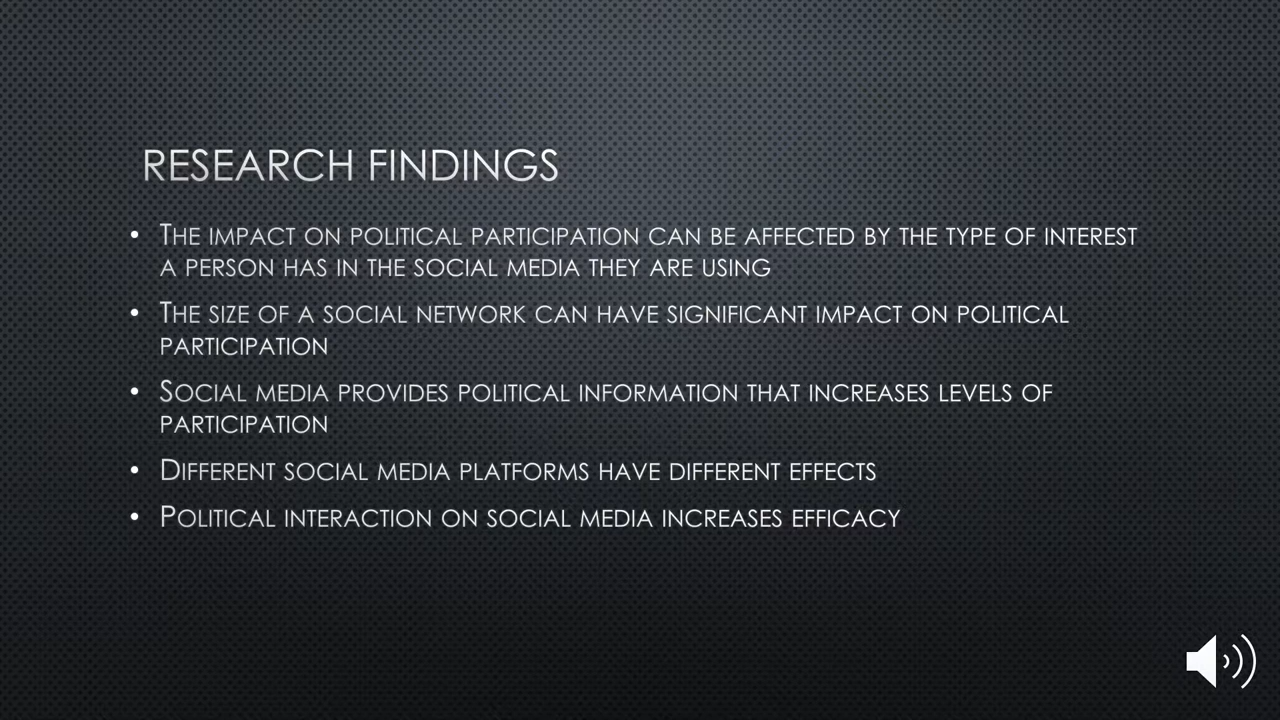 RESEARCH FINDINGS
• THE IMPACT ON POLITICAL PARTICIPATION CAN BE AFFECTED BY THE TYPE OF INTEREST
A PERSON HAS IN THE SOCIAL MEDIA THEY ARE USING
• THE SIZE OF A SOCIAL NETWORK CAN HAVE SIGNIFICANT IMPACT ON POLITICAL
PARTICIPATION
• SOCIAL MEDIA PROVIDES POLITICAL INFORMATION THAT INCREASES LEVELS OF
PARTICIPATION
• DIFFERENT SOCIAL MEDIA PLATFORMS HAVE DIFFERENT EFFECTS
• POLITICAL INTERACTION ON SOCIAL MEDIA INCREASES EFFICACY